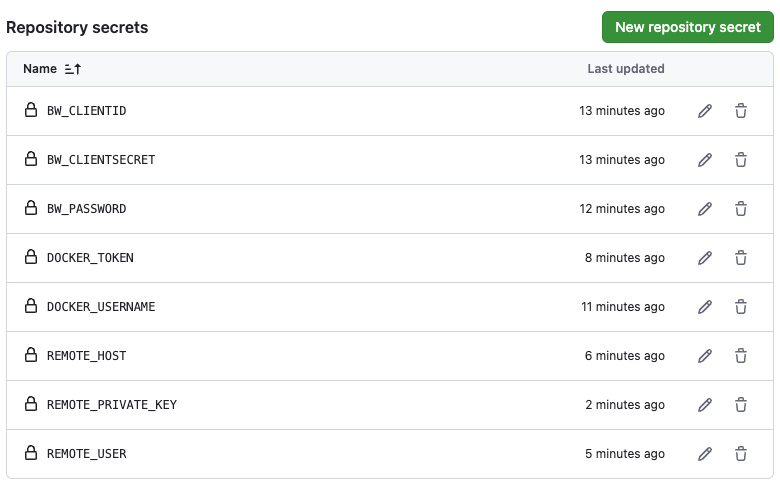 Repository secrets
New repository secret
Name Last updated
BW_CLIENTID 13 minutes ago
BW_CLIENTSECRET 13 minutes ago
BW_PASSWORD 12 minutes ago
DOCKER_TOKEN 8 minutes ago
DOCKER_USERNAME 11 minutes ago
REMOTE_HOST 6 minutes ago
REMOTE_PRIVATE_KEY 2 minutes ago
REMOTE_USER 5 minutes ago